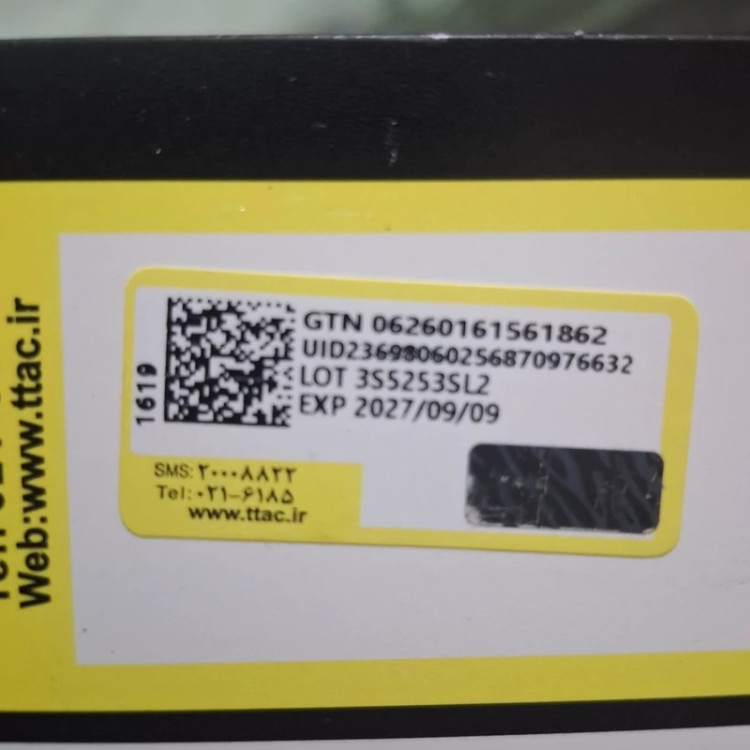 GTN 06260161561862
UID23698060256870976632
LOT 3S5253SL2
EXP 2027/09/09
1619
SMS: ۲۰۰۰۸۸۲۲
Tel: ۰۲۱-۶۱۸۵
www.ttac.ir
Web:www.ttac.ir